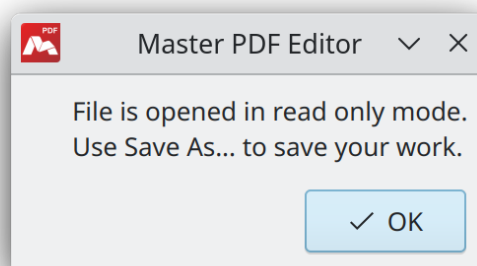 PDF
Master PDF Editor
File is opened in read only mode.
Use Save As... to save your work.
OK